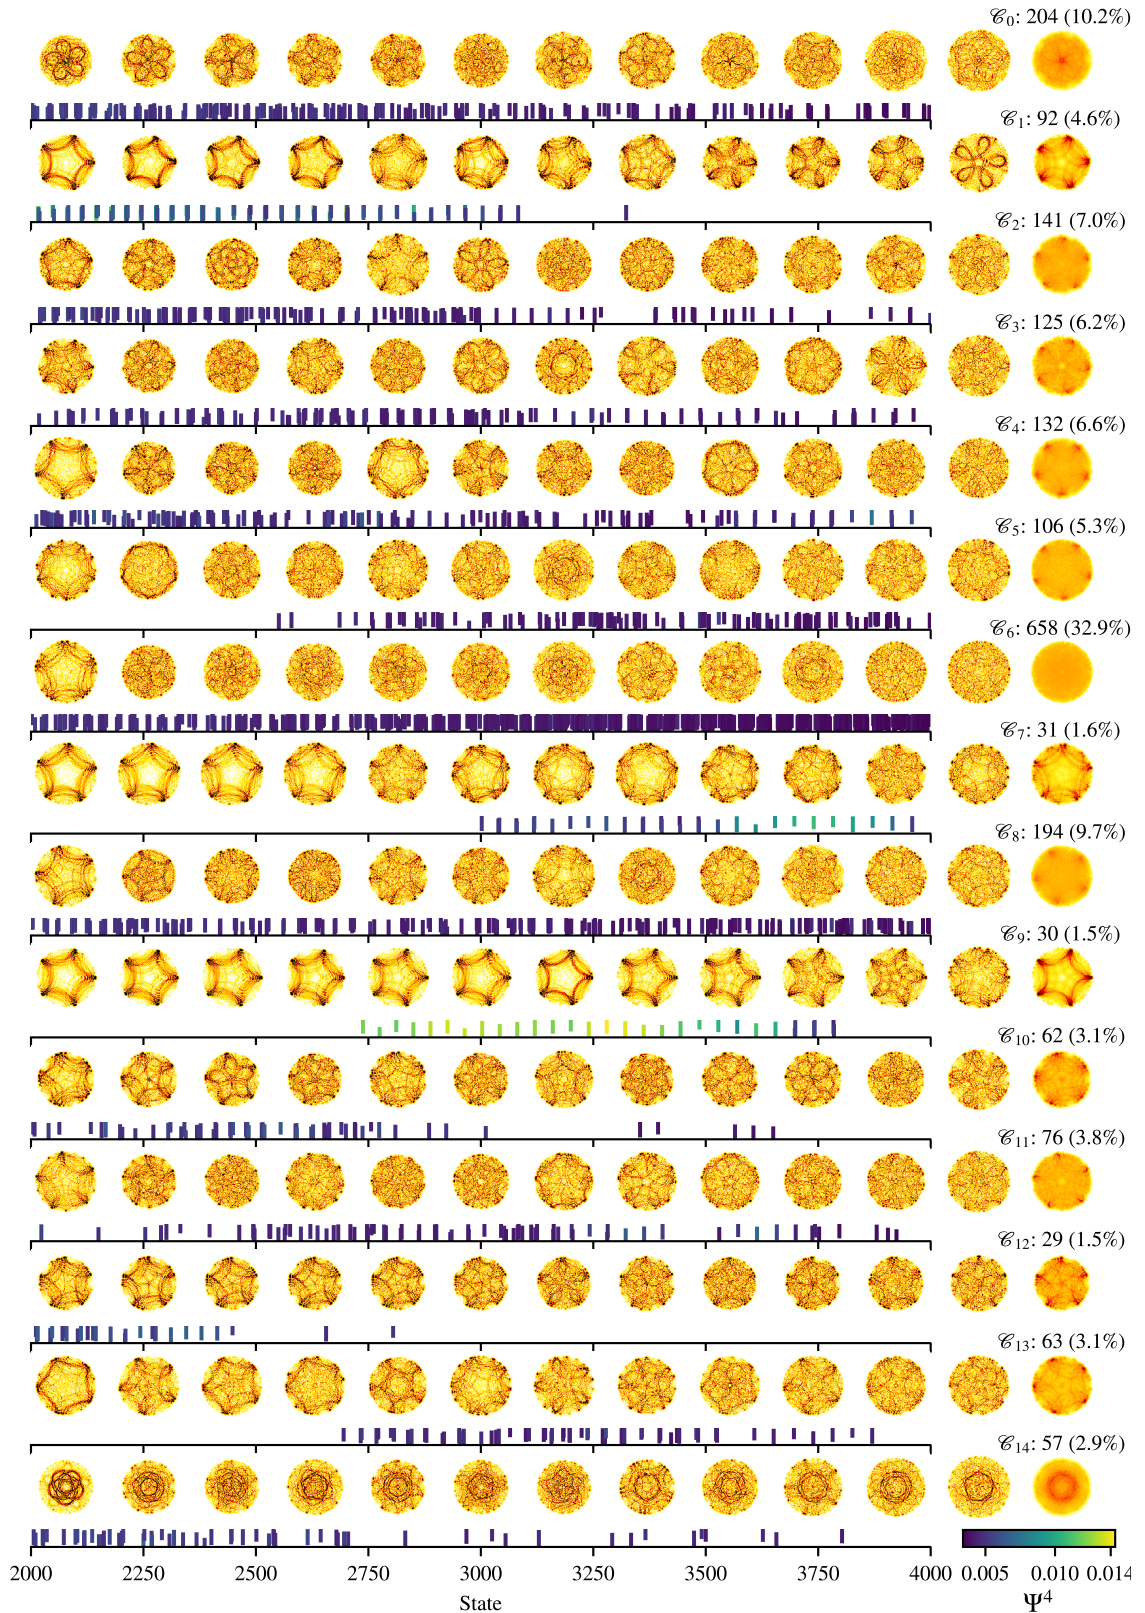 𝒞0: 204 (10.2%)
𝒞1: 92 (4.6%)
𝒞2: 141 (7.0%)
𝒞3: 125 (6.2%)
𝒞4: 132 (6.6%)
𝒞5: 106 (5.3%)
𝒞6: 658 (32.9%)
𝒞7: 31 (1.6%)
𝒞8: 194 (9.7%)
𝒞9: 30 (1.5%)
𝒞10: 62 (3.1%)
𝒞11: 76 (3.8%)
𝒞12: 29 (1.5%)
𝒞13: 63 (3.1%)
𝒞14: 57 (2.9%)
2000 2250 2500 2750 3000 3250 3500 3750 4000 0.005 0.010 0.014
State Ψ⁴